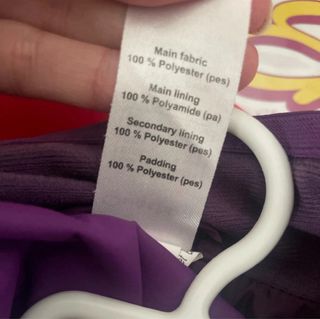 Main fabric
100 % Polyester (pes)
Main lining
100 % Polyamide (pa)
Secondary lining
100 % Polyester (pes)
Padding
100 % Polyester (pes)